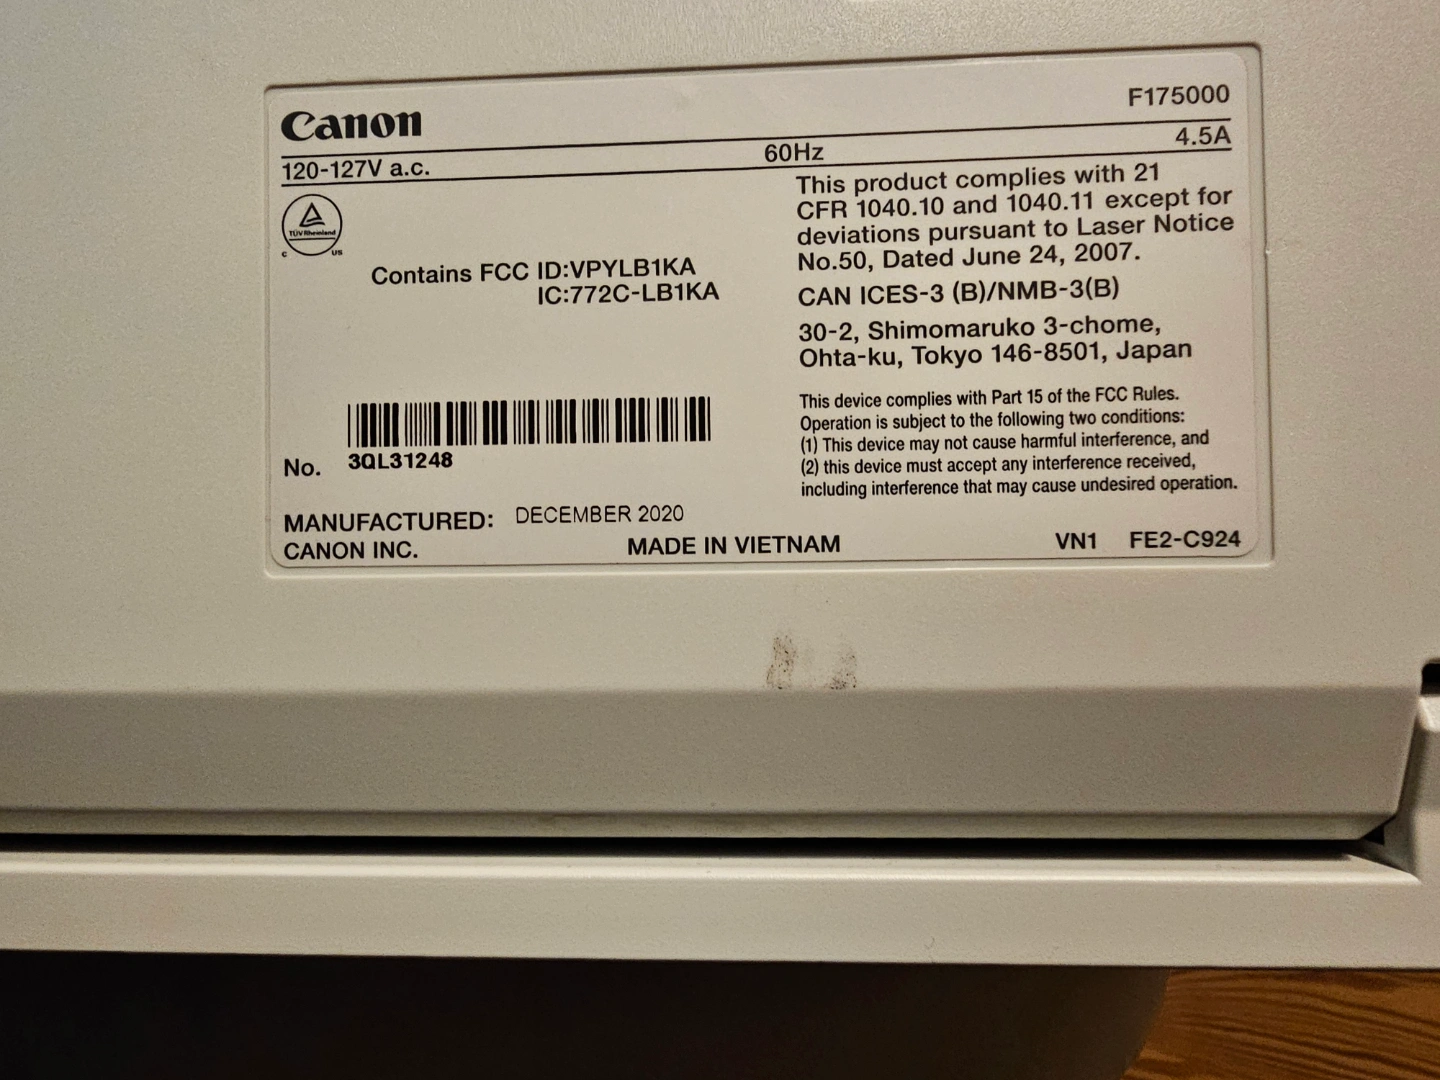 Canon
F175000
120-127V a.c.
60Hz
4.5A
TÜVRheinland
C US
Contains FCC ID:VPYLB1KA
IC:772C-LB1KA
This product complies with 21
CFR 1040.10 and 1040.11 except for
deviations pursuant to Laser Notice
No.50, Dated June 24, 2007.
CAN ICES-3 (B)/NMB-3(B)
30-2, Shimomaruko 3-chome,
Ohta-ku, Tokyo 146-8501, Japan
This device complies with Part 15 of the FCC Rules.
Operation is subject to the following two conditions:
(1) This device may not cause harmful interference, and
(2) this device must accept any interference received,
including interference that may cause undesired operation.
No. 3QL31248
MANUFACTURED: DECEMBER 2020
CANON INC.
MADE IN VIETNAM
VN1 FE2-C924